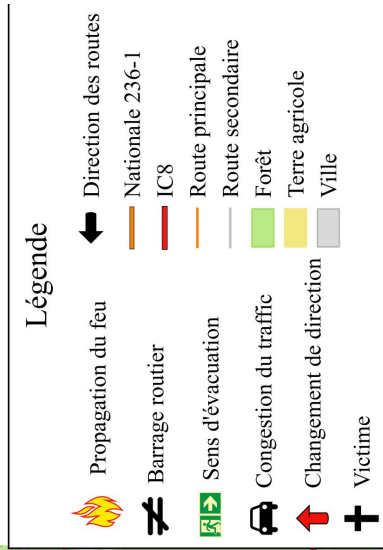 Légende
Propagation du feu
Barrage routier
Sens d'évacuation
Congestion du traffic
Changement de direction
Victime
Direction des routes
Nationale 236-1
IC8
Route principale
Route secondaire
Forêt
Terre agricole
Ville